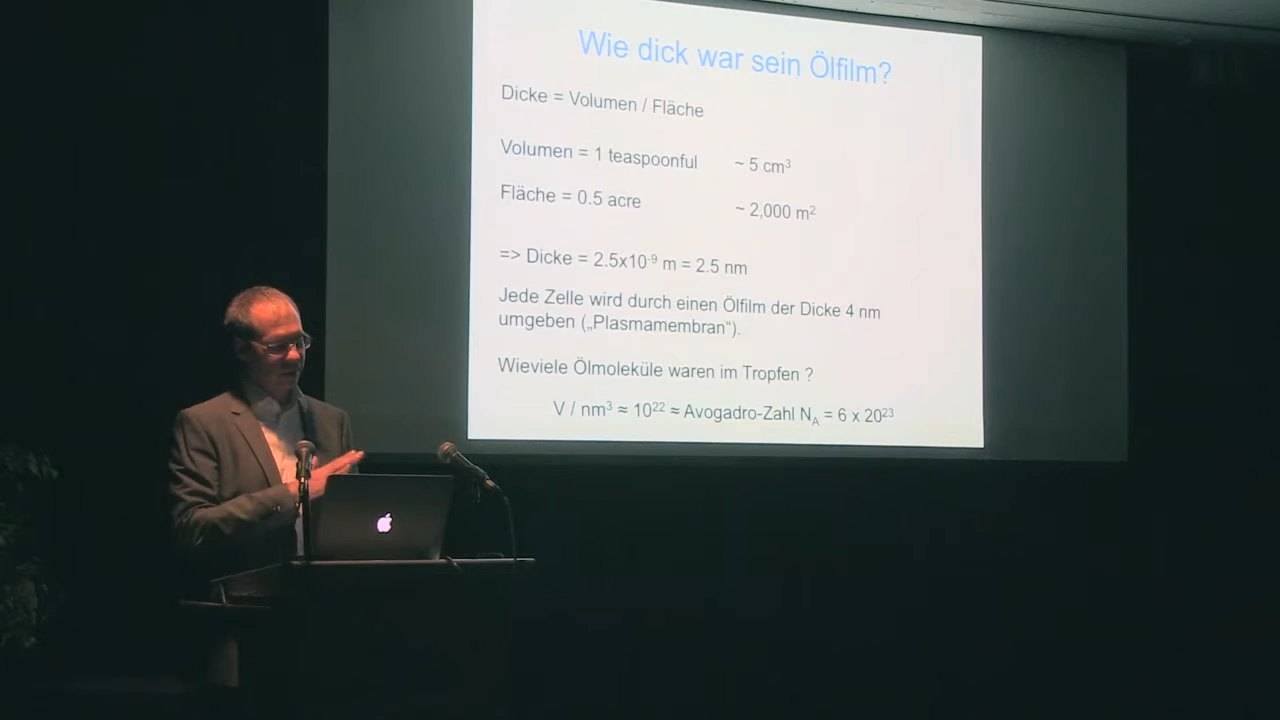 Wie dick war sein Ölfilm?
Dicke = Volumen / Fläche
Volumen = 1 teaspoonful ~ 5 cm³
Fläche = 0.5 acre ~ 2,000 m²
=> Dicke = 2.5x10⁻⁹ m = 2.5 nm
Jede Zelle wird durch einen Ölfilm der Dicke 4 nm
umgeben („Plasmamembran“).
Wieviele Ölmoleküle waren im Tropfen ?
V / nm³ ≈ 10²² ≈ Avogadro-Zahl N_A = 6 x 20²³